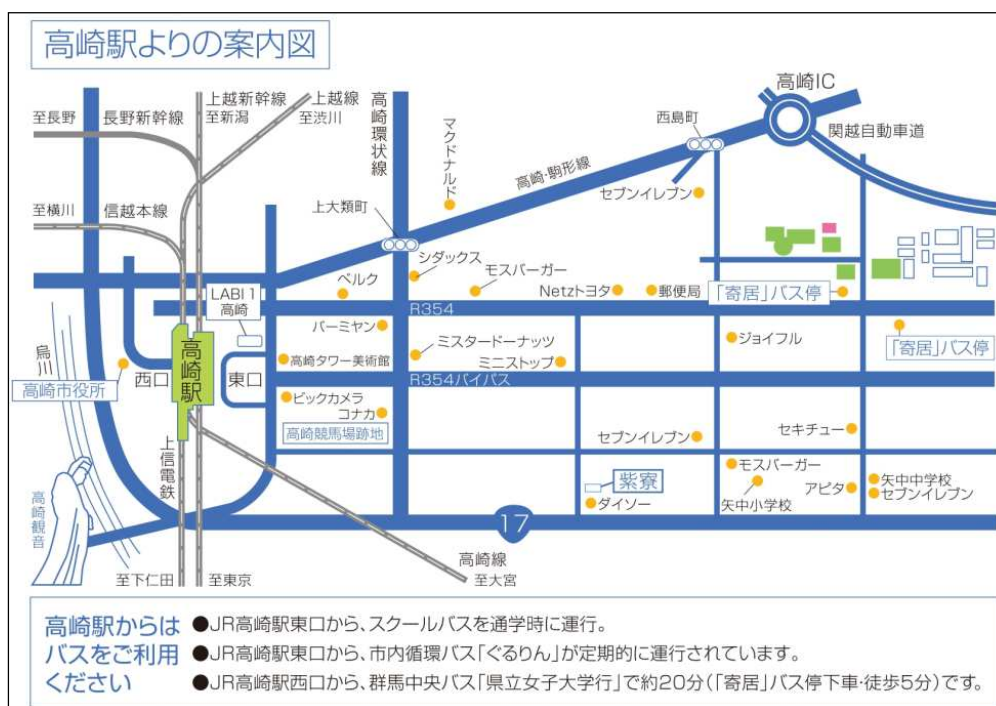 高崎駅よりの案内図
高崎IC
関越自動車道
上越新幹線
至新潟
上越線
至渋川
至長野
長野新幹線
高崎環状線
マクドナルド
西島町
高崎・駒形線
セブンイレブン
至横川
信越本線
上大類町
シダックス
モスバーガー
ベルク
Netzトヨタ
郵便局
「寄居」バス停
LABI 1
高崎
R354
バーミヤン
ミスタードーナッツ
ジョイフル
「寄居」バス停
烏川
高崎駅
西口
東口
高崎タワー美術館
ミニストップ
高崎市役所
R354バイパス
ビックカメラ
コナカ
高崎競馬場跡地
セブンイレブン
セキチュー
上信電鉄
紫寮
モスバーガー
アピタ
矢中中学校
セブンイレブン
ダイソー
矢中小学校
高崎観音
17
高崎線
至下仁田
至東京
至大宮
高崎駅からは
バスをご利用
ください
●JR高崎駅東口から、スクールバスを通学時に運行。
●JR高崎駅東口から、市内循環バス「ぐるりん」が定期的に運行されています。
●JR高崎駅西口から、群馬中央バス「県立女子大学行」で約20分(「寄居」バス停下車・徒歩5分)です。